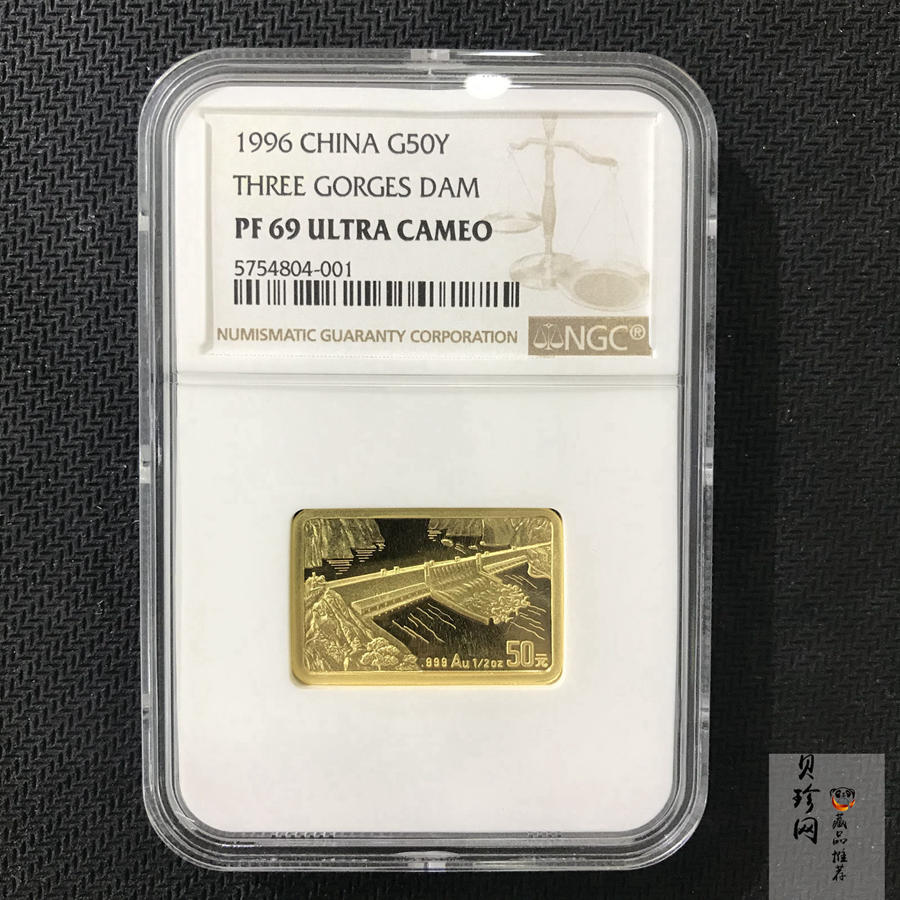 1996 CHINA G50Y
THREE GORGES DAM
PF 69 ULTRA CAMEO
5754804-001
NUMISMATIC GUARANTY CORPORATION
NGC®
.999 Au 1/2oz 50元
贝珍网
藏品推荐